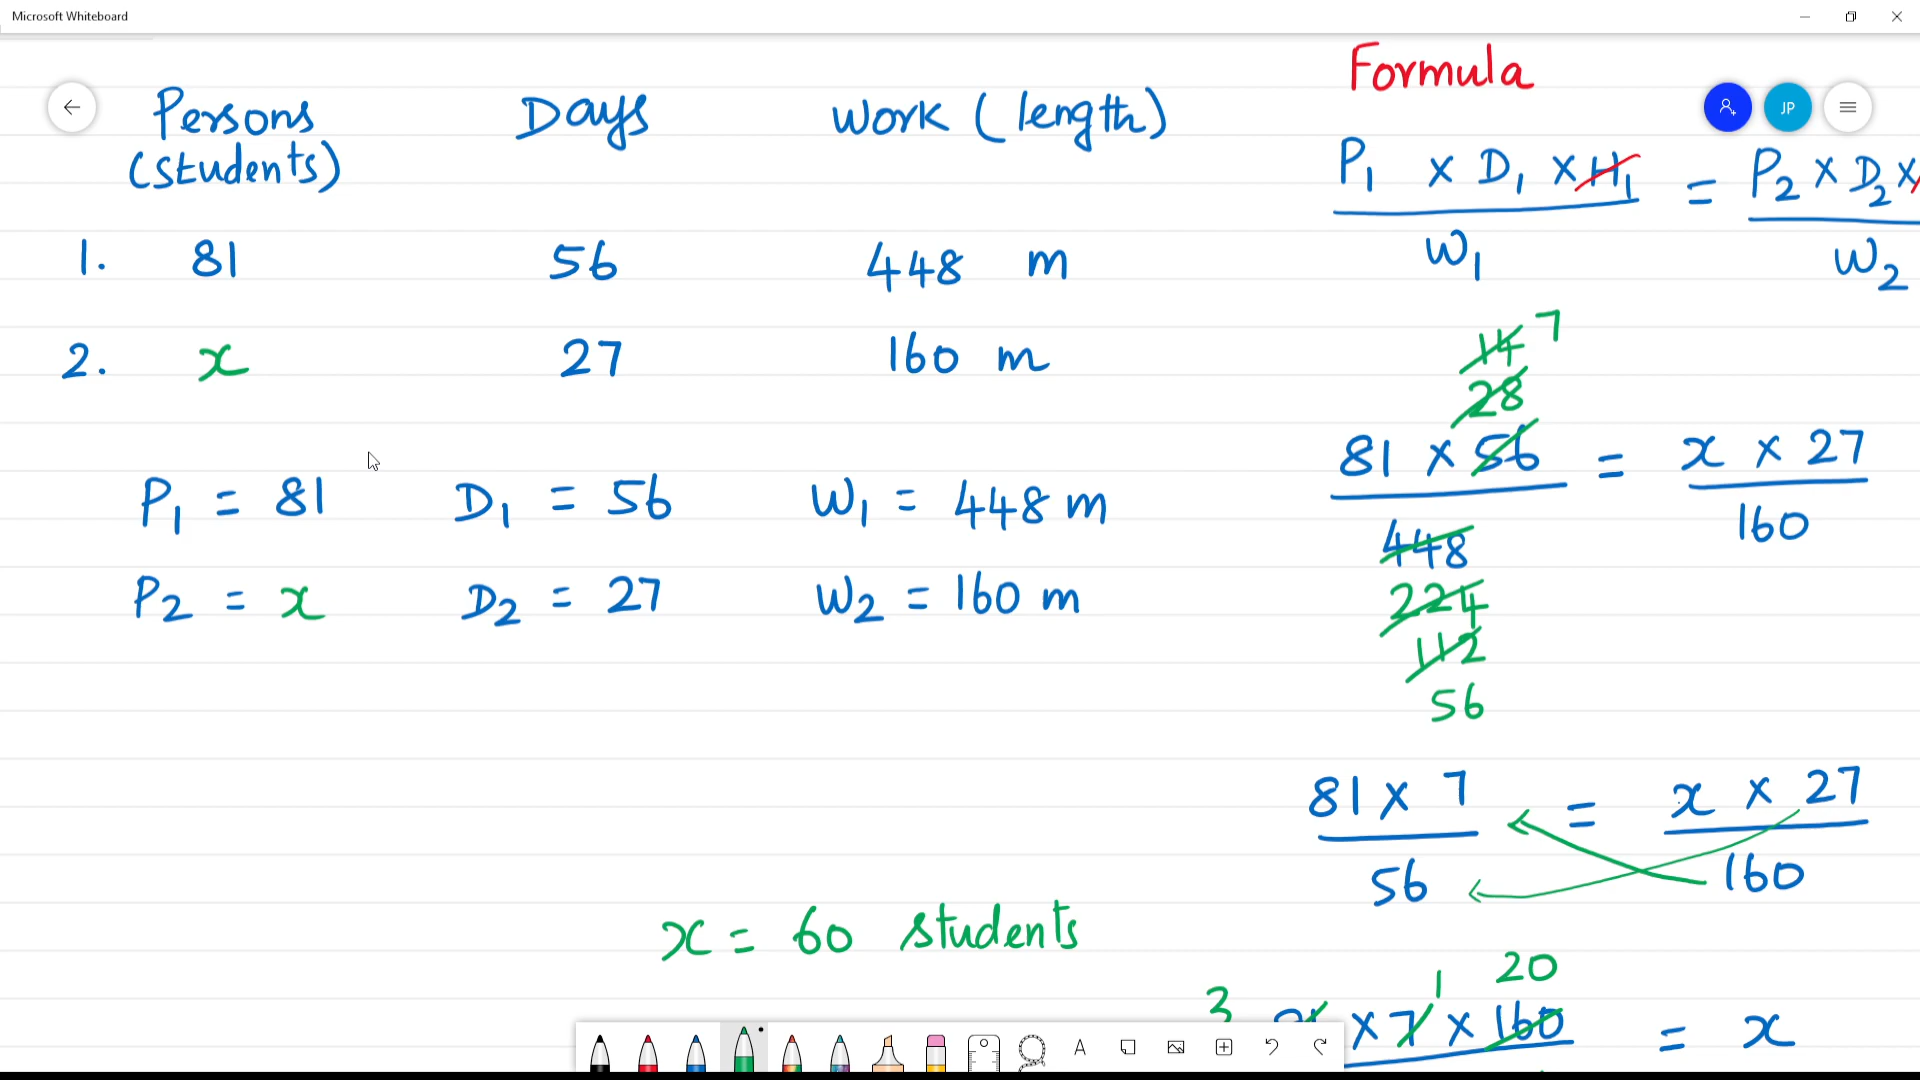 Microsoft Whiteboard
Formula
Persons Days Work (length)
(students)
P1 x D1 x H1 = P2 x D2 x
W1 W2
JP
1. 81 56 448 m
2. x 27 160 m
14 7
28
81 x 56 = x x 27
448 160
224
112
56
P1 = 81 D1 = 56 W1 = 448 m
P2 = x D2 = 27 W2 = 160 m
81 x 7 = x x 27
56 160
x = 60 students
3 1 20
x 7 x 160 = x
A